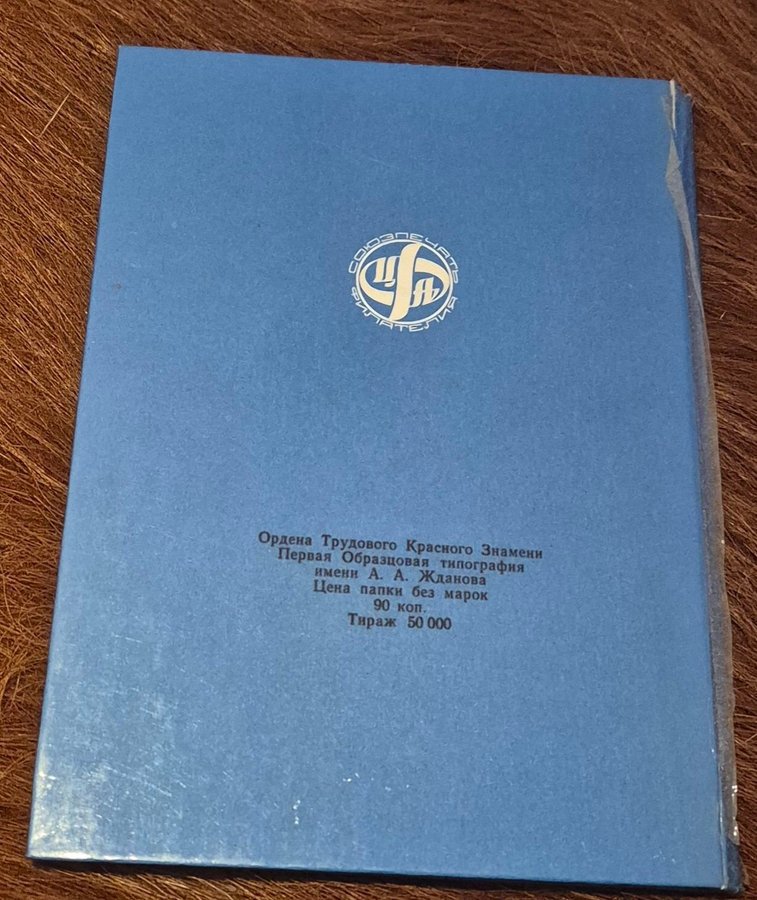 СОЮЗПЕЧАТЬ
ЦФА
ФИЛАТЕЛИЯ
Ордена Трудового Красного Знамени
Первая Образцовая типография
имени А. А. Жданова
Цена папки без марок
90 коп.
Тираж 50 000